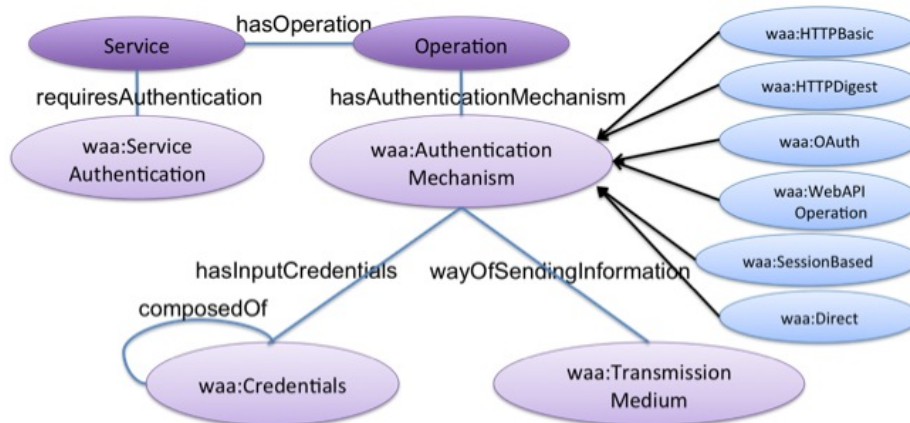 hasOperation
Service
Operation
waa:HTTPBasic
waa:HTTPDigest
requiresAuthentication
hasAuthenticationMechanism
waa:Service
Authentication
waa:Authentication
Mechanism
waa:OAuth
waa:WebAPI
Operation
waa:SessionBased
waa:Direct
hasInputCredentials
wayOfSendingInformation
composedOf
waa:Credentials
waa:Transmission
Medium